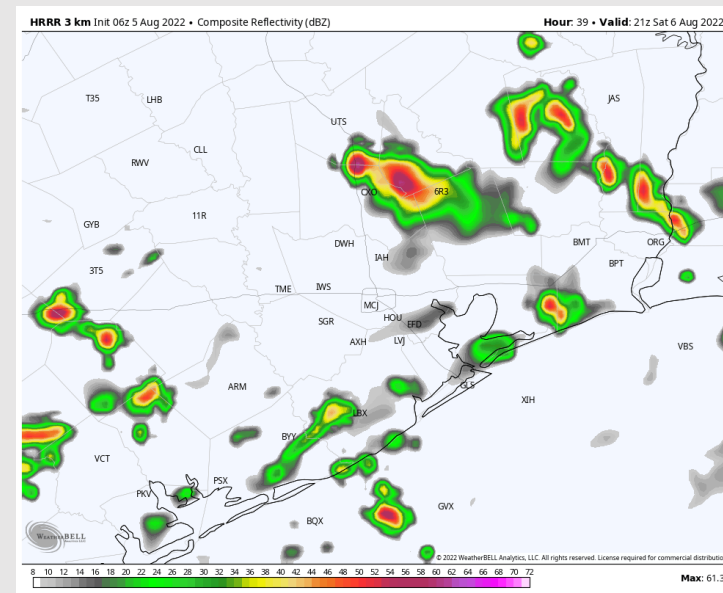 HRRR 3 km Init 06z 5 Aug 2022 • Composite Reflectivity (dBZ)
Hour: 39 • Valid: 21z Sat 6 Aug 2022
T35
LHB
JAS
UTS
CLL
RWV
CXO
6R3
11R
GYB
DWH
BMT
ORG
IAH
BPT
3T5
TME
IWS
MCJ
SGR
HOU
EFD
AXH
LVJ
VBS
ARM
GLS
XIH
LBX
BYY
VCT
PSX
PKV
GVX
BQX
WeatherBELL
© 2022 WeatherBELL Analytics, LLC. All rights reserved. License required for commercial distributio
8 10 12 14 16 18 20 22 24 26 28 30 32 34 36 38 40 42 44 46 48 50 52 54 56 58 60 62 64 66 68 70 72
Max: 61.3